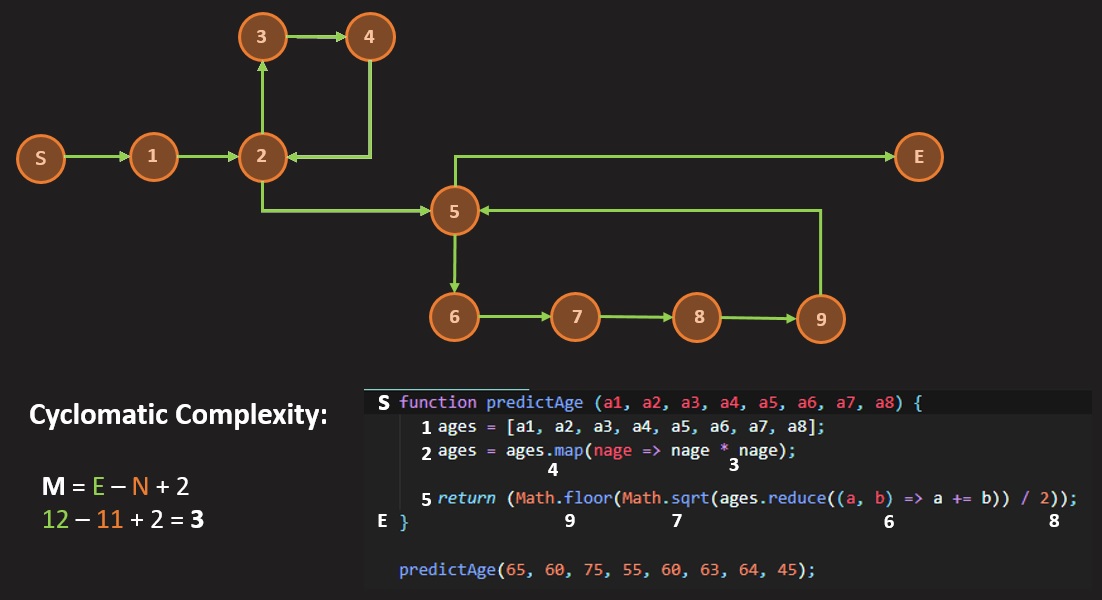 3 4
S 1 2 E
5
6 7 8 9
Cyclomatic Complexity:
M = E – N + 2
12 – 11 + 2 = 3
S function predictAge (a1, a2, a3, a4, a5, a6, a7, a8) {
1 ages = [a1, a2, a3, a4, a5, a6, a7, a8];
2 ages = ages.map(nage => nage * nage);
4 3
5 return (Math.floor(Math.sqrt(ages.reduce((a, b) => a += b)) / 2));
E } 9 7 6 8
predictAge(65, 60, 75, 55, 60, 63, 64, 45);